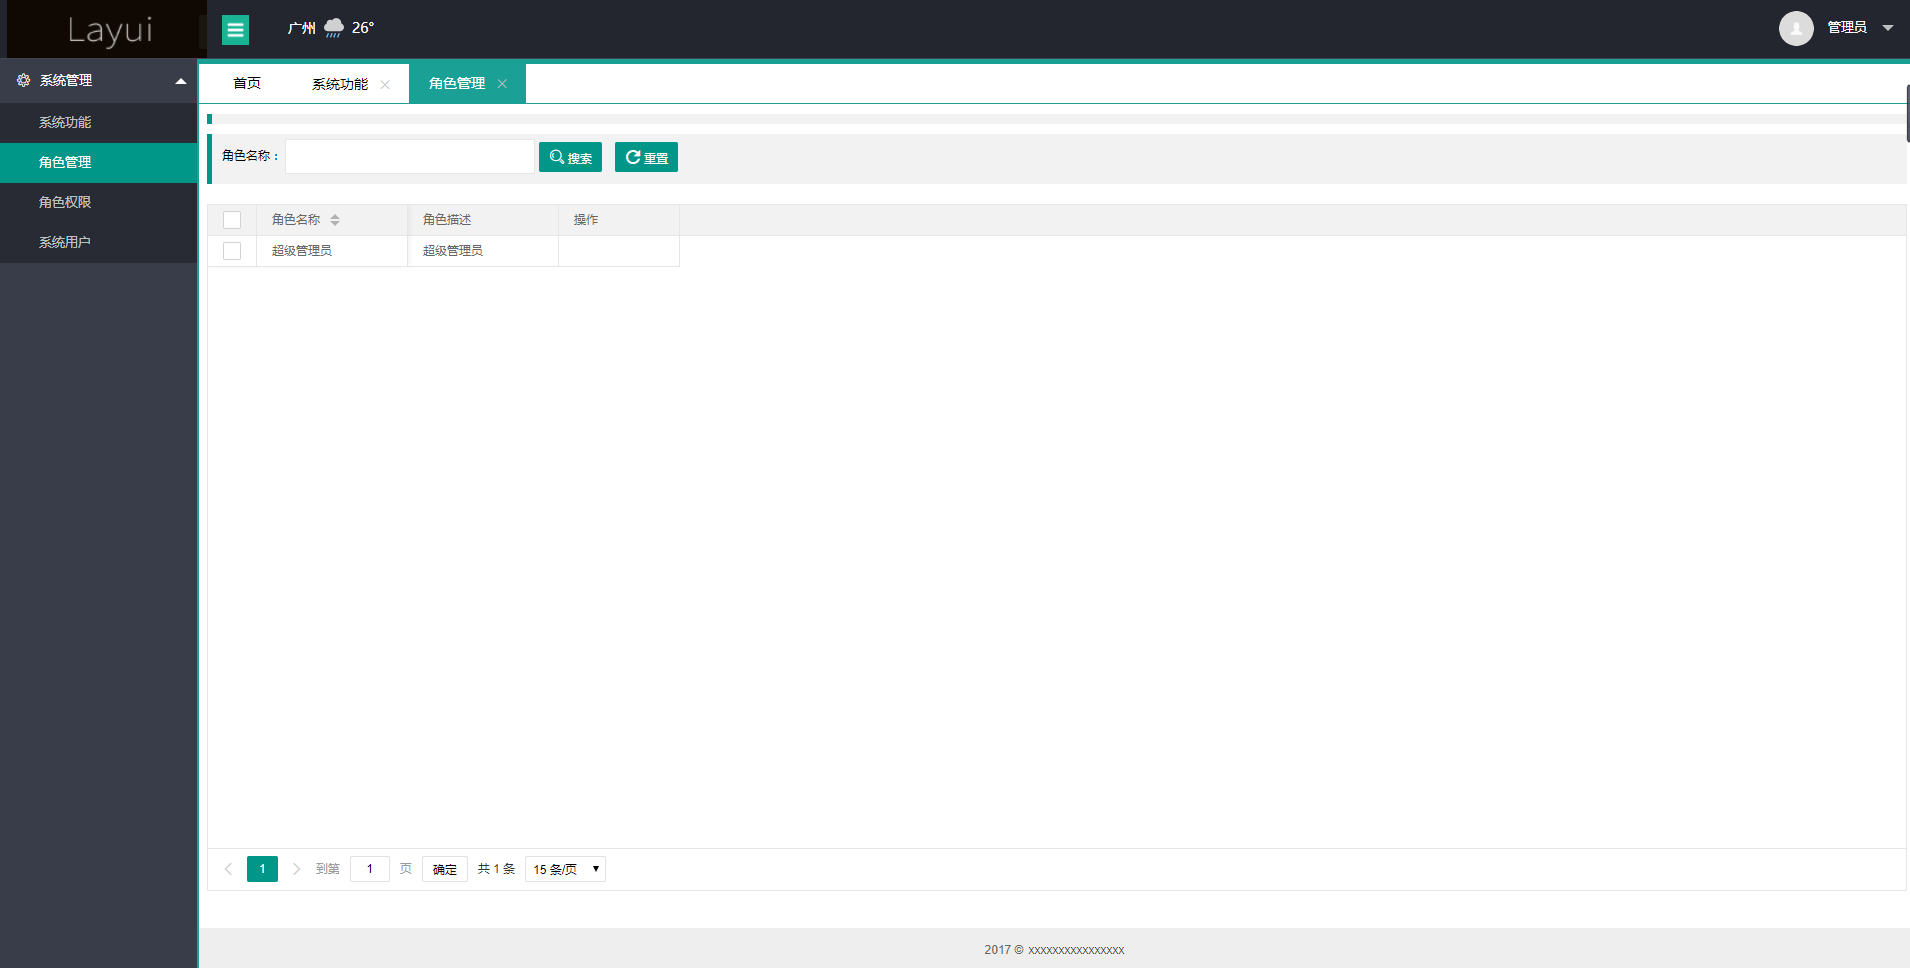 Layui
广州 26°
管理员
系统管理
系统功能
角色管理
角色权限
系统用户
首页 系统功能 角色管理
角色名称： 搜索 重置
角色名称 角色描述 操作
超级管理员 超级管理员
1 到第 1 页 确定 共 1 条 15 条/页
2017 © xxxxxxxxxxxxxxxx